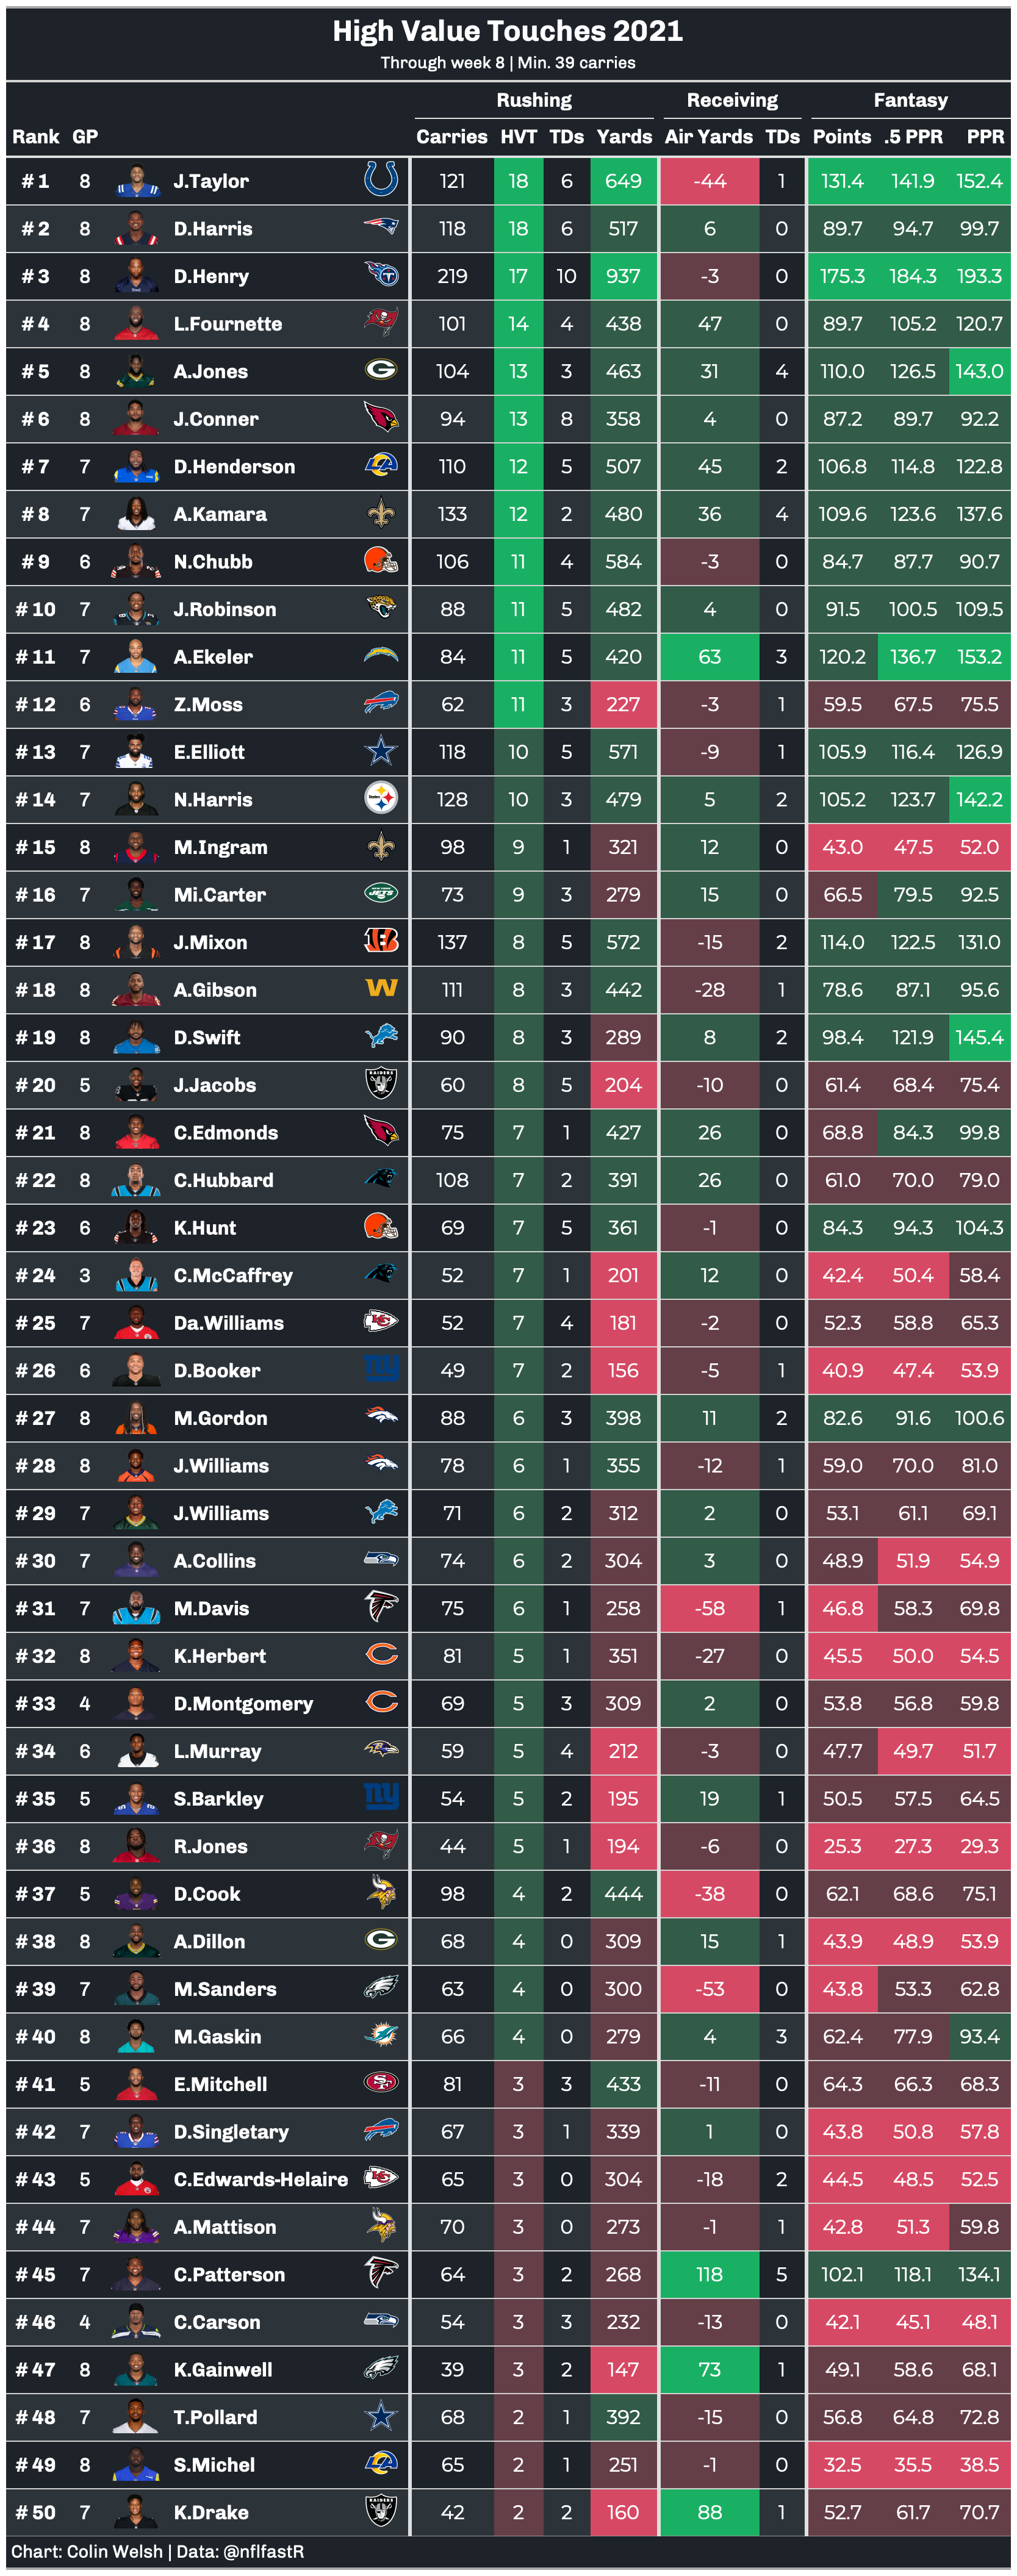 High Value Touches 2021
Through week 8 | Min. 39 carries
Rushing Receiving Fantasy
Rank GP Carries HVT TDs Yards Air Yards TDs Points .5 PPR PPR
# 1 8 J.Taylor 121 18 6 649 -44 1 131.4 141.9 152.4
# 2 8 D.Harris 118 18 6 517 6 0 89.7 94.7 99.7
# 3 8 D.Henry 219 17 10 937 -3 0 175.3 184.3 193.3
# 4 8 L.Fournette 101 14 4 438 47 0 89.7 105.2 120.7
# 5 8 A.Jones G 104 13 3 463 31 4 110.0 126.5 143.0
# 6 8 J.Conner 94 13 8 358 4 0 87.2 89.7 92.2
# 7 7 D.Henderson LA 110 12 5 507 45 2 106.8 114.8 122.8
# 8 7 A.Kamara 133 12 2 480 36 4 109.6 123.6 137.6
# 9 6 N.Chubb 106 11 4 584 -3 0 84.7 87.7 90.7
# 10 7 J.Robinson 88 11 5 482 4 0 91.5 100.5 109.5
# 11 7 A.Ekeler 84 11 5 420 63 3 120.2 136.7 153.2
# 12 6 Z.Moss 62 11 3 227 -3 1 59.5 67.5 75.5
# 13 7 E.Elliott 118 10 5 571 -9 1 105.9 116.4 126.9
# 14 7 N.Harris Steelers 128 10 3 479 5 2 105.2 123.7 142.2
# 15 8 M.Ingram 98 9 1 321 12 0 43.0 47.5 52.0
# 16 7 Mi.Carter JETS 73 9 3 279 15 0 66.5 79.5 92.5
# 17 8 J.Mixon B 137 8 5 572 -15 2 114.0 122.5 131.0
# 18 8 A.Gibson W 111 8 3 442 -28 1 78.6 87.1 95.6
# 19 8 D.Swift 90 8 3 289 8 2 98.4 121.9 145.4
# 20 5 J.Jacobs RAIDERS 60 8 5 204 -10 0 61.4 68.4 75.4
# 21 8 C.Edmonds 75 7 1 427 26 0 68.8 84.3 99.8
# 22 8 C.Hubbard 108 7 2 391 26 0 61.0 70.0 79.0
# 23 6 K.Hunt 69 7 5 361 -1 0 84.3 94.3 104.3
# 24 3 C.McCaffrey 52 7 1 201 12 0 42.4 50.4 58.4
# 25 7 Da.Williams KC 52 7 4 181 -2 0 52.3 58.8 65.3
# 26 6 D.Booker ny 49 7 2 156 -5 1 40.9 47.4 53.9
# 27 8 M.Gordon 88 6 3 398 11 2 82.6 91.6 100.6
# 28 8 J.Williams 78 6 1 355 -12 1 59.0 70.0 81.0
# 29 7 J.Williams 71 6 2 312 2 0 53.1 61.1 69.1
# 30 7 A.Collins 74 6 2 304 3 0 48.9 51.9 54.9
# 31 7 M.Davis 75 6 1 258 -58 1 46.8 58.3 69.8
# 32 8 K.Herbert C 81 5 1 351 -27 0 45.5 50.0 54.5
# 33 4 D.Montgomery C 69 5 3 309 2 0 53.8 56.8 59.8
# 34 6 L.Murray 59 5 4 212 -3 0 47.7 49.7 51.7
# 35 5 S.Barkley ny 54 5 2 195 19 1 50.5 57.5 64.5
# 36 8 R.Jones 44 5 1 194 -6 0 25.3 27.3 29.3
# 37 5 D.Cook 98 4 2 444 -38 0 62.1 68.6 75.1
# 38 8 A.Dillon G 68 4 0 309 15 1 43.9 48.9 53.9
# 39 7 M.Sanders 63 4 0 300 -53 0 43.8 53.3 62.8
# 40 8 M.Gaskin 66 4 0 279 4 3 62.4 77.9 93.4
# 41 5 E.Mitchell SF 81 3 3 433 -11 0 64.3 66.3 68.3
# 42 7 D.Singletary 67 3 1 339 1 0 43.8 50.8 57.8
# 43 5 C.Edwards-Helaire KC 65 3 0 304 -18 2 44.5 48.5 52.5
# 44 7 A.Mattison 70 3 0 273 -1 1 42.8 51.3 59.8
# 45 7 C.Patterson 64 3 2 268 118 5 102.1 118.1 134.1
# 46 4 C.Carson 54 3 3 232 -13 0 42.1 45.1 48.1
# 47 8 K.Gainwell 39 3 2 147 73 1 49.1 58.6 68.1
# 48 7 T.Pollard 68 2 1 392 -15 0 56.8 64.8 72.8
# 49 8 S.Michel LA 65 2 1 251 -1 0 32.5 35.5 38.5
# 50 7 K.Drake RAIDERS 42 2 2 160 88 1 52.7 61.7 70.7
Chart: Colin Welsh | Data: @nflfastR